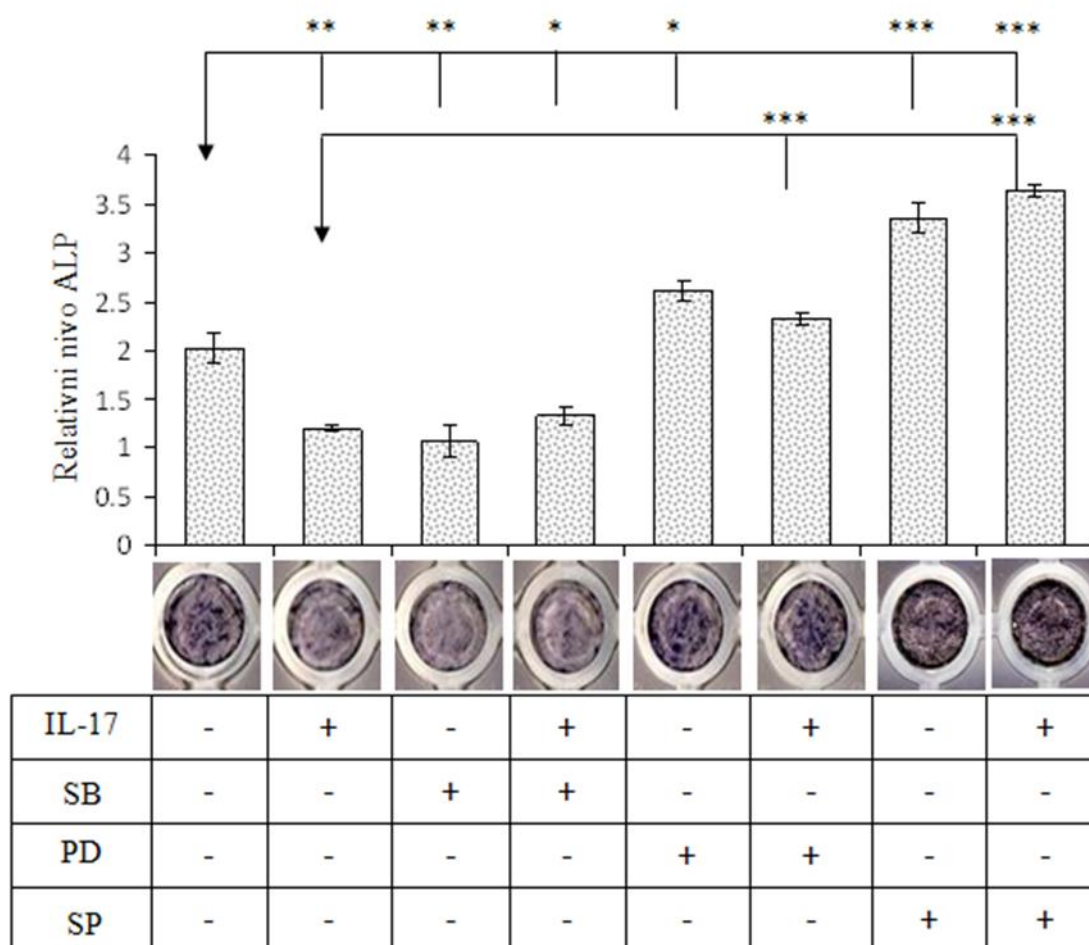 ** ** * * *** ***
*** ***
4
3.5
3
2.5
2
1.5
1
0.5
0
Relativni nivo ALP
IL-17 - + - + - + - +
SB - - + + - - - -
PD - - - - + + - -
SP - - - - - - + +